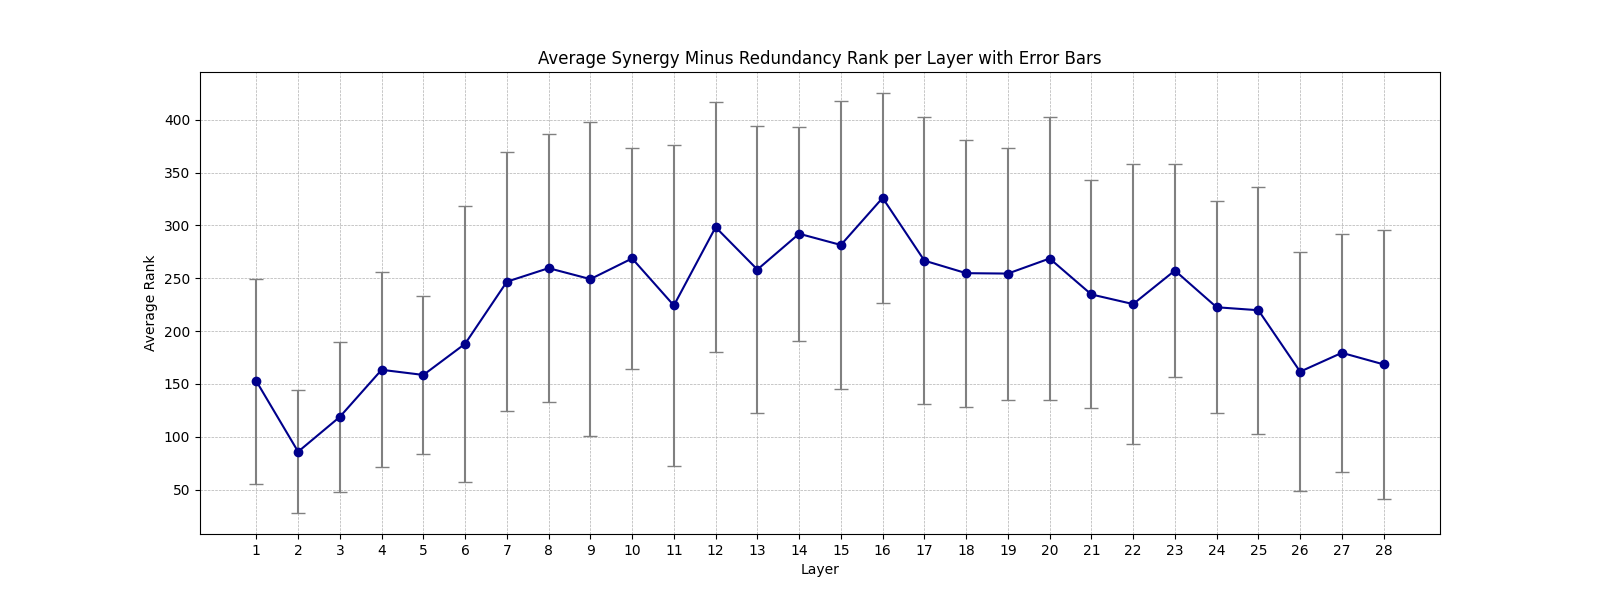 Average Synergy Minus Redundancy Rank per Layer with Error Bars
400
350
300
250
200
150
100
50
Average Rank
1 2 3 4 5 6 7 8 9 10 11 12 13 14 15 16 17 18 19 20 21 22 23 24 25 26 27 28
Layer